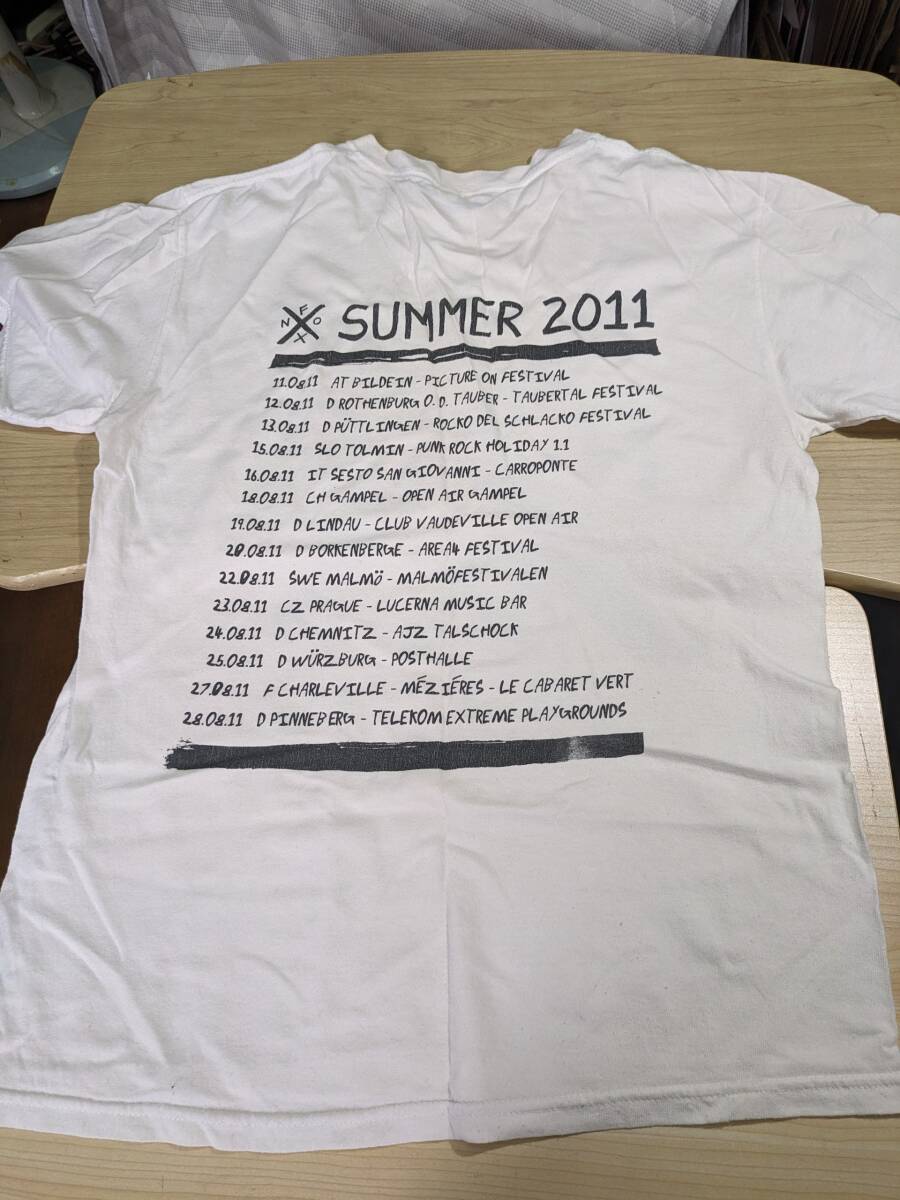 NFOX SUMMER 2011
11.08.11 AT BILDEIN - PICTURE ON FESTIVAL
12.08.11 D ROTHENBURG O.D. TAUBER - TAUBERTAL FESTIVAL
13.08.11 D PÜTTLINGEN - ROCKO DEL SCHLACKO FESTIVAL
15.08.11 SLO TOLMIN - PUNK ROCK HOLIDAY 1.1
16.08.11 IT SESTO SAN GIOVANNI - CARROPONTE
18.08.11 CH GAMPEL - OPEN AIR GAMPEL
19.08.11 D LINDAU - CLUB VAUDEVILLE OPEN AIR
20.08.11 D BORKENBERGE - AREA4 FESTIVAL
22.08.11 SWE MALMÖ - MALMÖFESTIVALEN
23.08.11 CZ PRAGUE - LUCERNA MUSIC BAR
24.08.11 D CHEMNITZ - AJZ TALSCHOCK
25.08.11 D WÜRZBURG - POSTHALLE
27.08.11 F CHARLEVILLE - MÉZIÉRES - LE CABARET VERT
28.08.11 D PINNEBERG - TELEKOM EXTREME PLAYGROUNDS